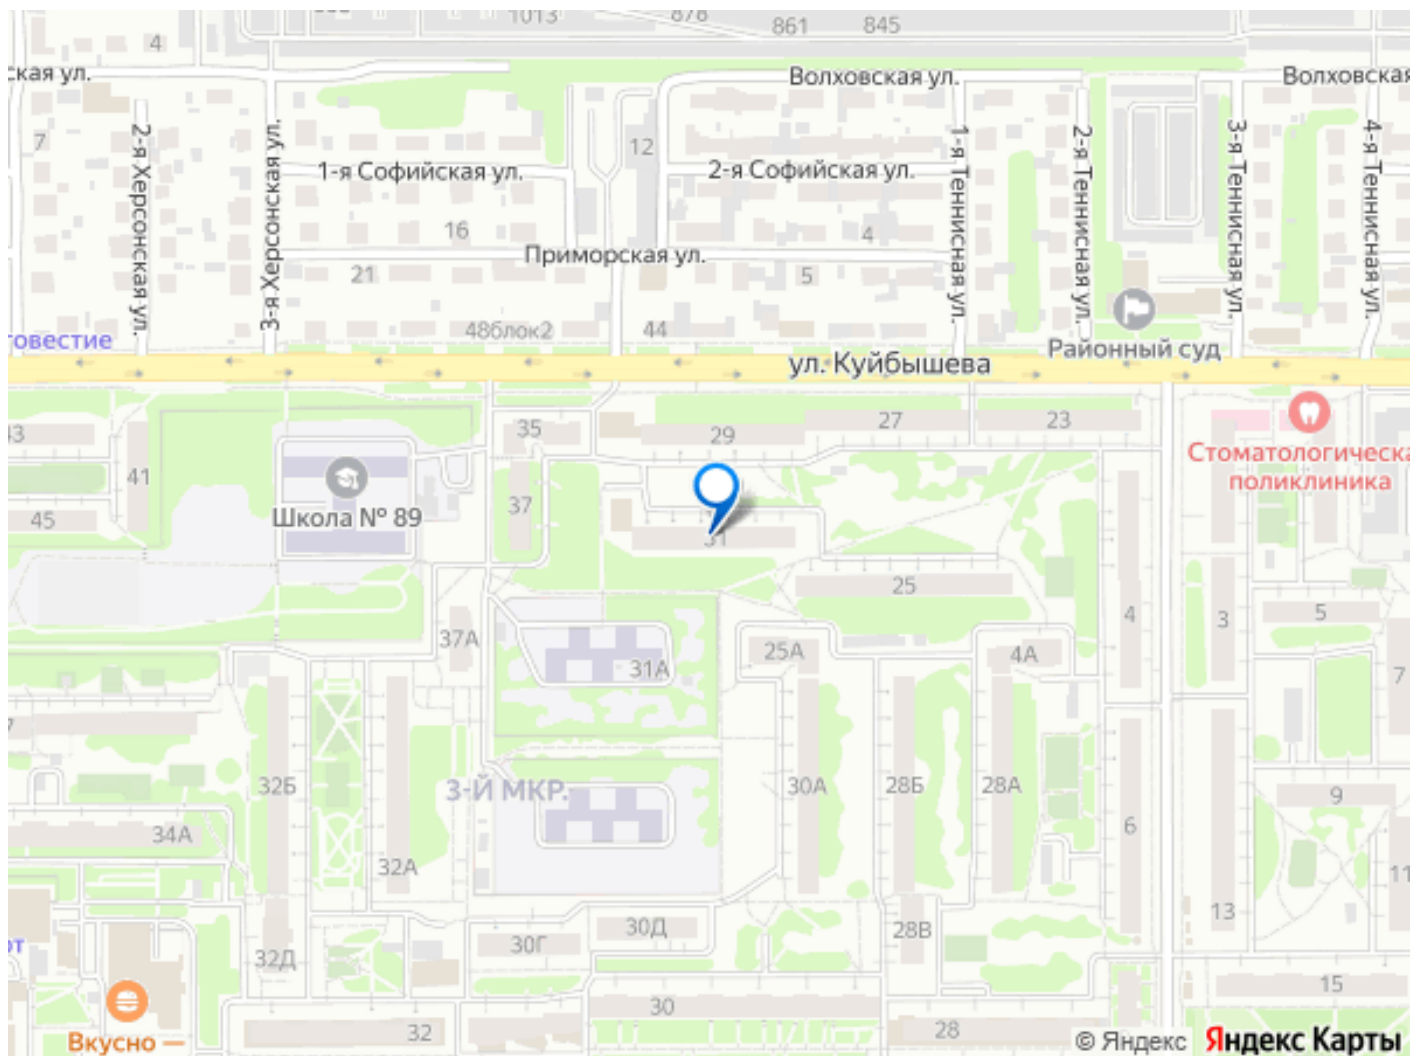 1013
878
861
845
4
ская ул.
Волховская ул.
Волховская
7
2-я Херсонская ул.
3-я Херсонская ул.
12
1-я Теннисная ул.
2-я Теннисная ул.
3-я Теннисная ул.
4-я Теннисная ул.
1-я Софийская ул.
2-я Софийская ул.
16
4
Приморская ул.
21
5
48блок2
44
говестие
Районный суд
ул. Куйбышева
43
35
29
27
23
Стоматологическа
поликлиника
41
45
Школа № 89
37
31
25
4
3
5
37А
31А
25А
4А
7
32Б
3-Й МКР.
30А
28Б
28А
9
34А
32А
6
11
13
30Д
30Г
28В
32Д
15
30
32
28
Вкусно —
© Яндекс
Яндекс Карты